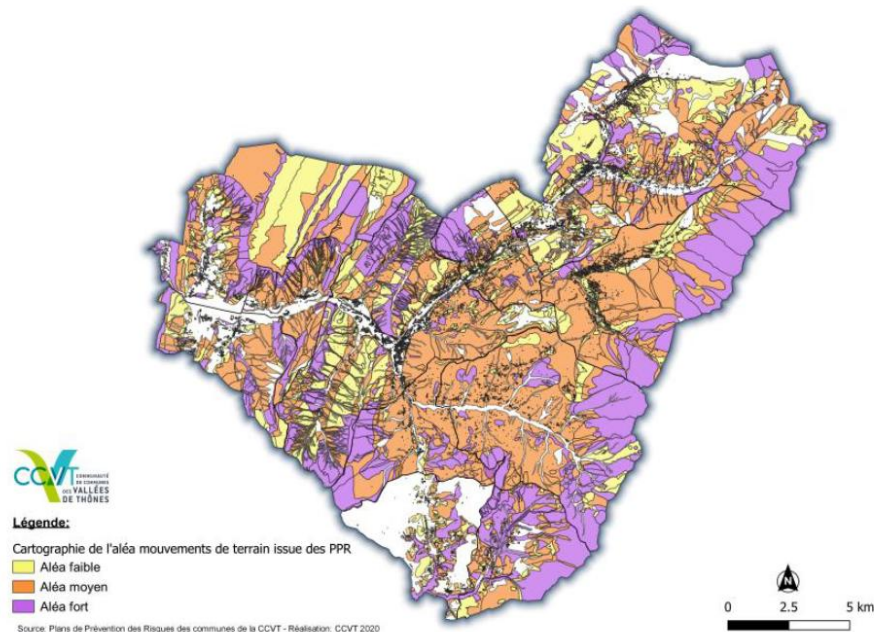 CCVT COMMUNAUTÉ
DE COMMUNES
DES VALLÉES
DE THÔNES
Légende:
Cartographie de l'aléa mouvements de terrain issue des PPR
Aléa faible
Aléa moyen
Aléa fort
N
0 2.5 5 km
Source: Plans de Prévention des Risques des communes de la CCVT - Réalisation: CCVT 2020